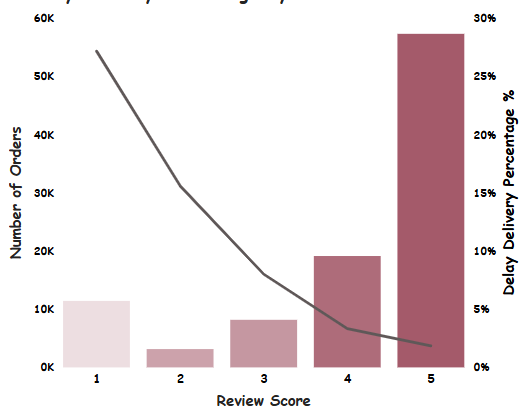 60K
50K
40K
30K
20K
10K
0K
Number of Orders
30%
25%
20%
15%
10%
5%
0%
Delay Delivery Percentage %
1 2 3 4 5
Review Score